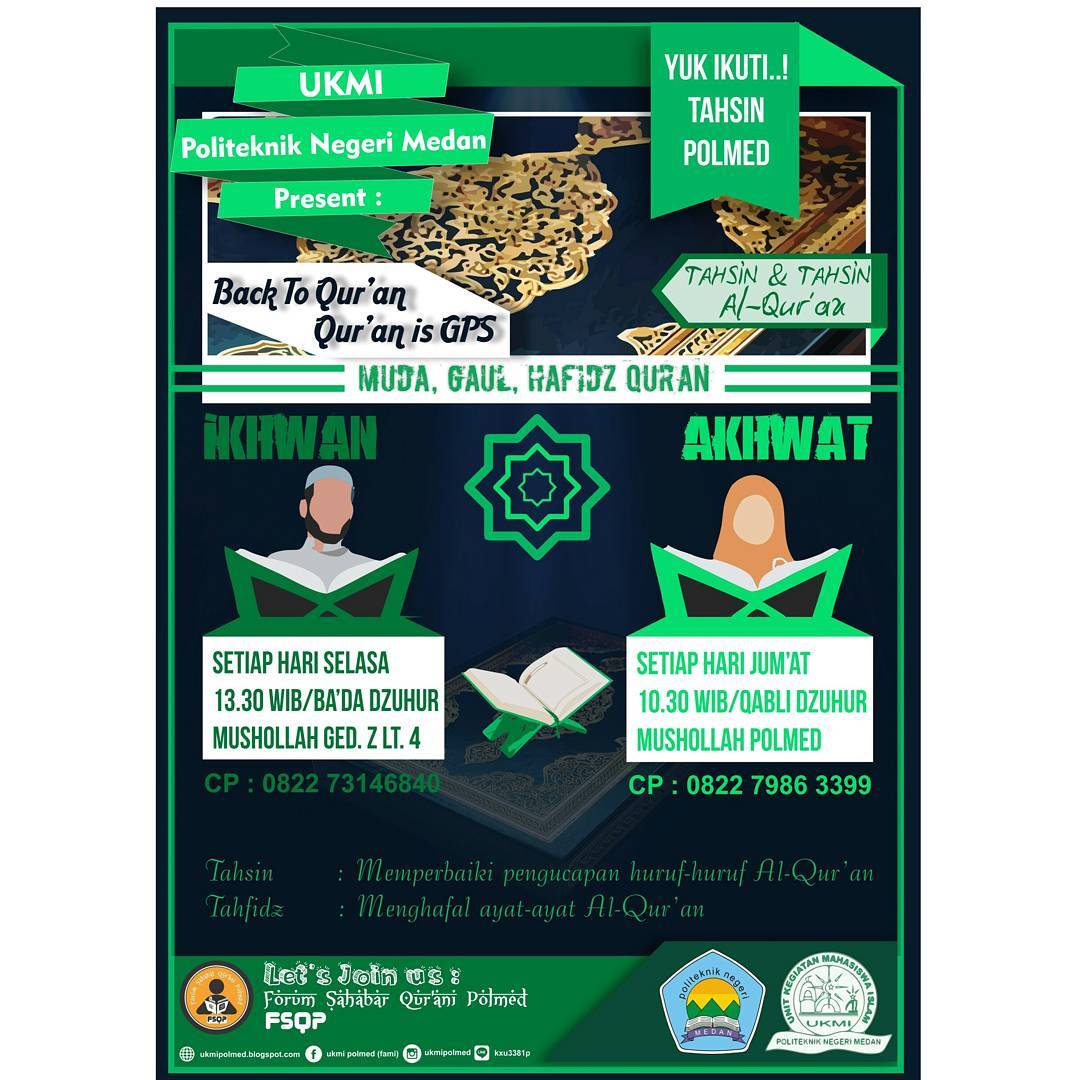 UKMI
Politeknik Negeri Medan
Present :
YUK IKUTI..!
TAHSIN
POLMED
Back To Qur'an
Qur'an is GPS
TAHSIN & TAHSIN
Al-Qur'an
MUDA, GAUL, HAFIDZ QURAN
IKHWAN
AKHWAT
SETIAP HARI SELASA
13.30 WIB/BA'DA DZUHUR
MUSHOLLAH GED. Z LT. 4
CP : 0822 73146840
SETIAP HARI JUM'AT
10.30 WIB/QABLI DZUHUR
MUSHOLLAH POLMED
CP : 0822 7986 3399
Tahsin : Memperbaiki pengucapan huruf-huruf Al-Qur'an
Tahfidz : Menghafal ayat-ayat Al-Qur'an
Forum Sahabat Qur'ani Polmed
FSQP
Let's Join us :
Forum Sahabar Qur'ani Polmed
FSQP
ukmipolmed.blogspot.com ukmi polmed (fami) ukmipolmed kxu3381p
politeknik negeri
MEDAN
UNIT KEGIATAN MAHASISWA ISLAM
UKMI
POLITEKNIK NEGERI MEDAN